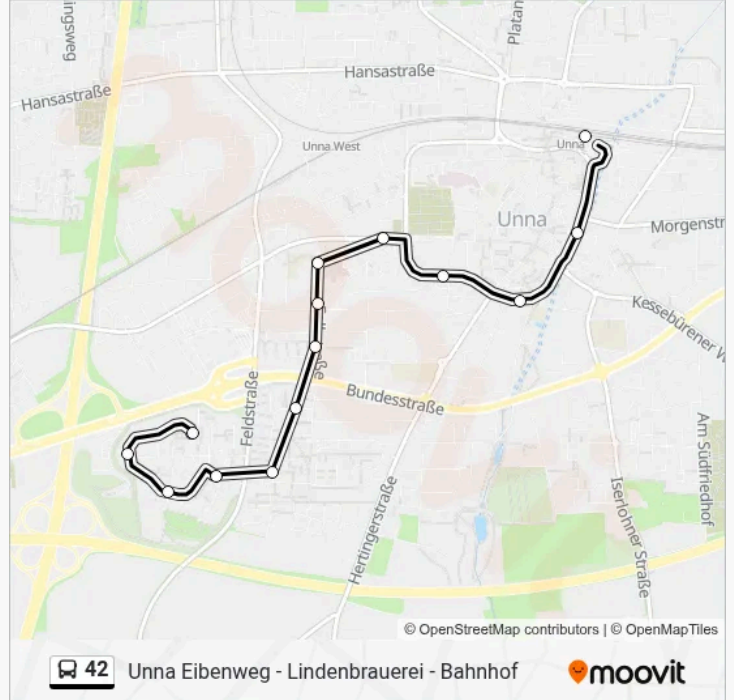 ingsweg
Platan
Hansastraße
Hansastraße
Unna West
Unna
Unna
Morgenstr
Kessebürener W
Bundesstraße
Feldstraße
ße
Am Südfriedhof
Iserlohner Straße
Hertingerstraße
© OpenStreetMap contributors | © OpenMapTiles
42 Unna Eibenweg - Lindenbrauerei - Bahnhof moovit